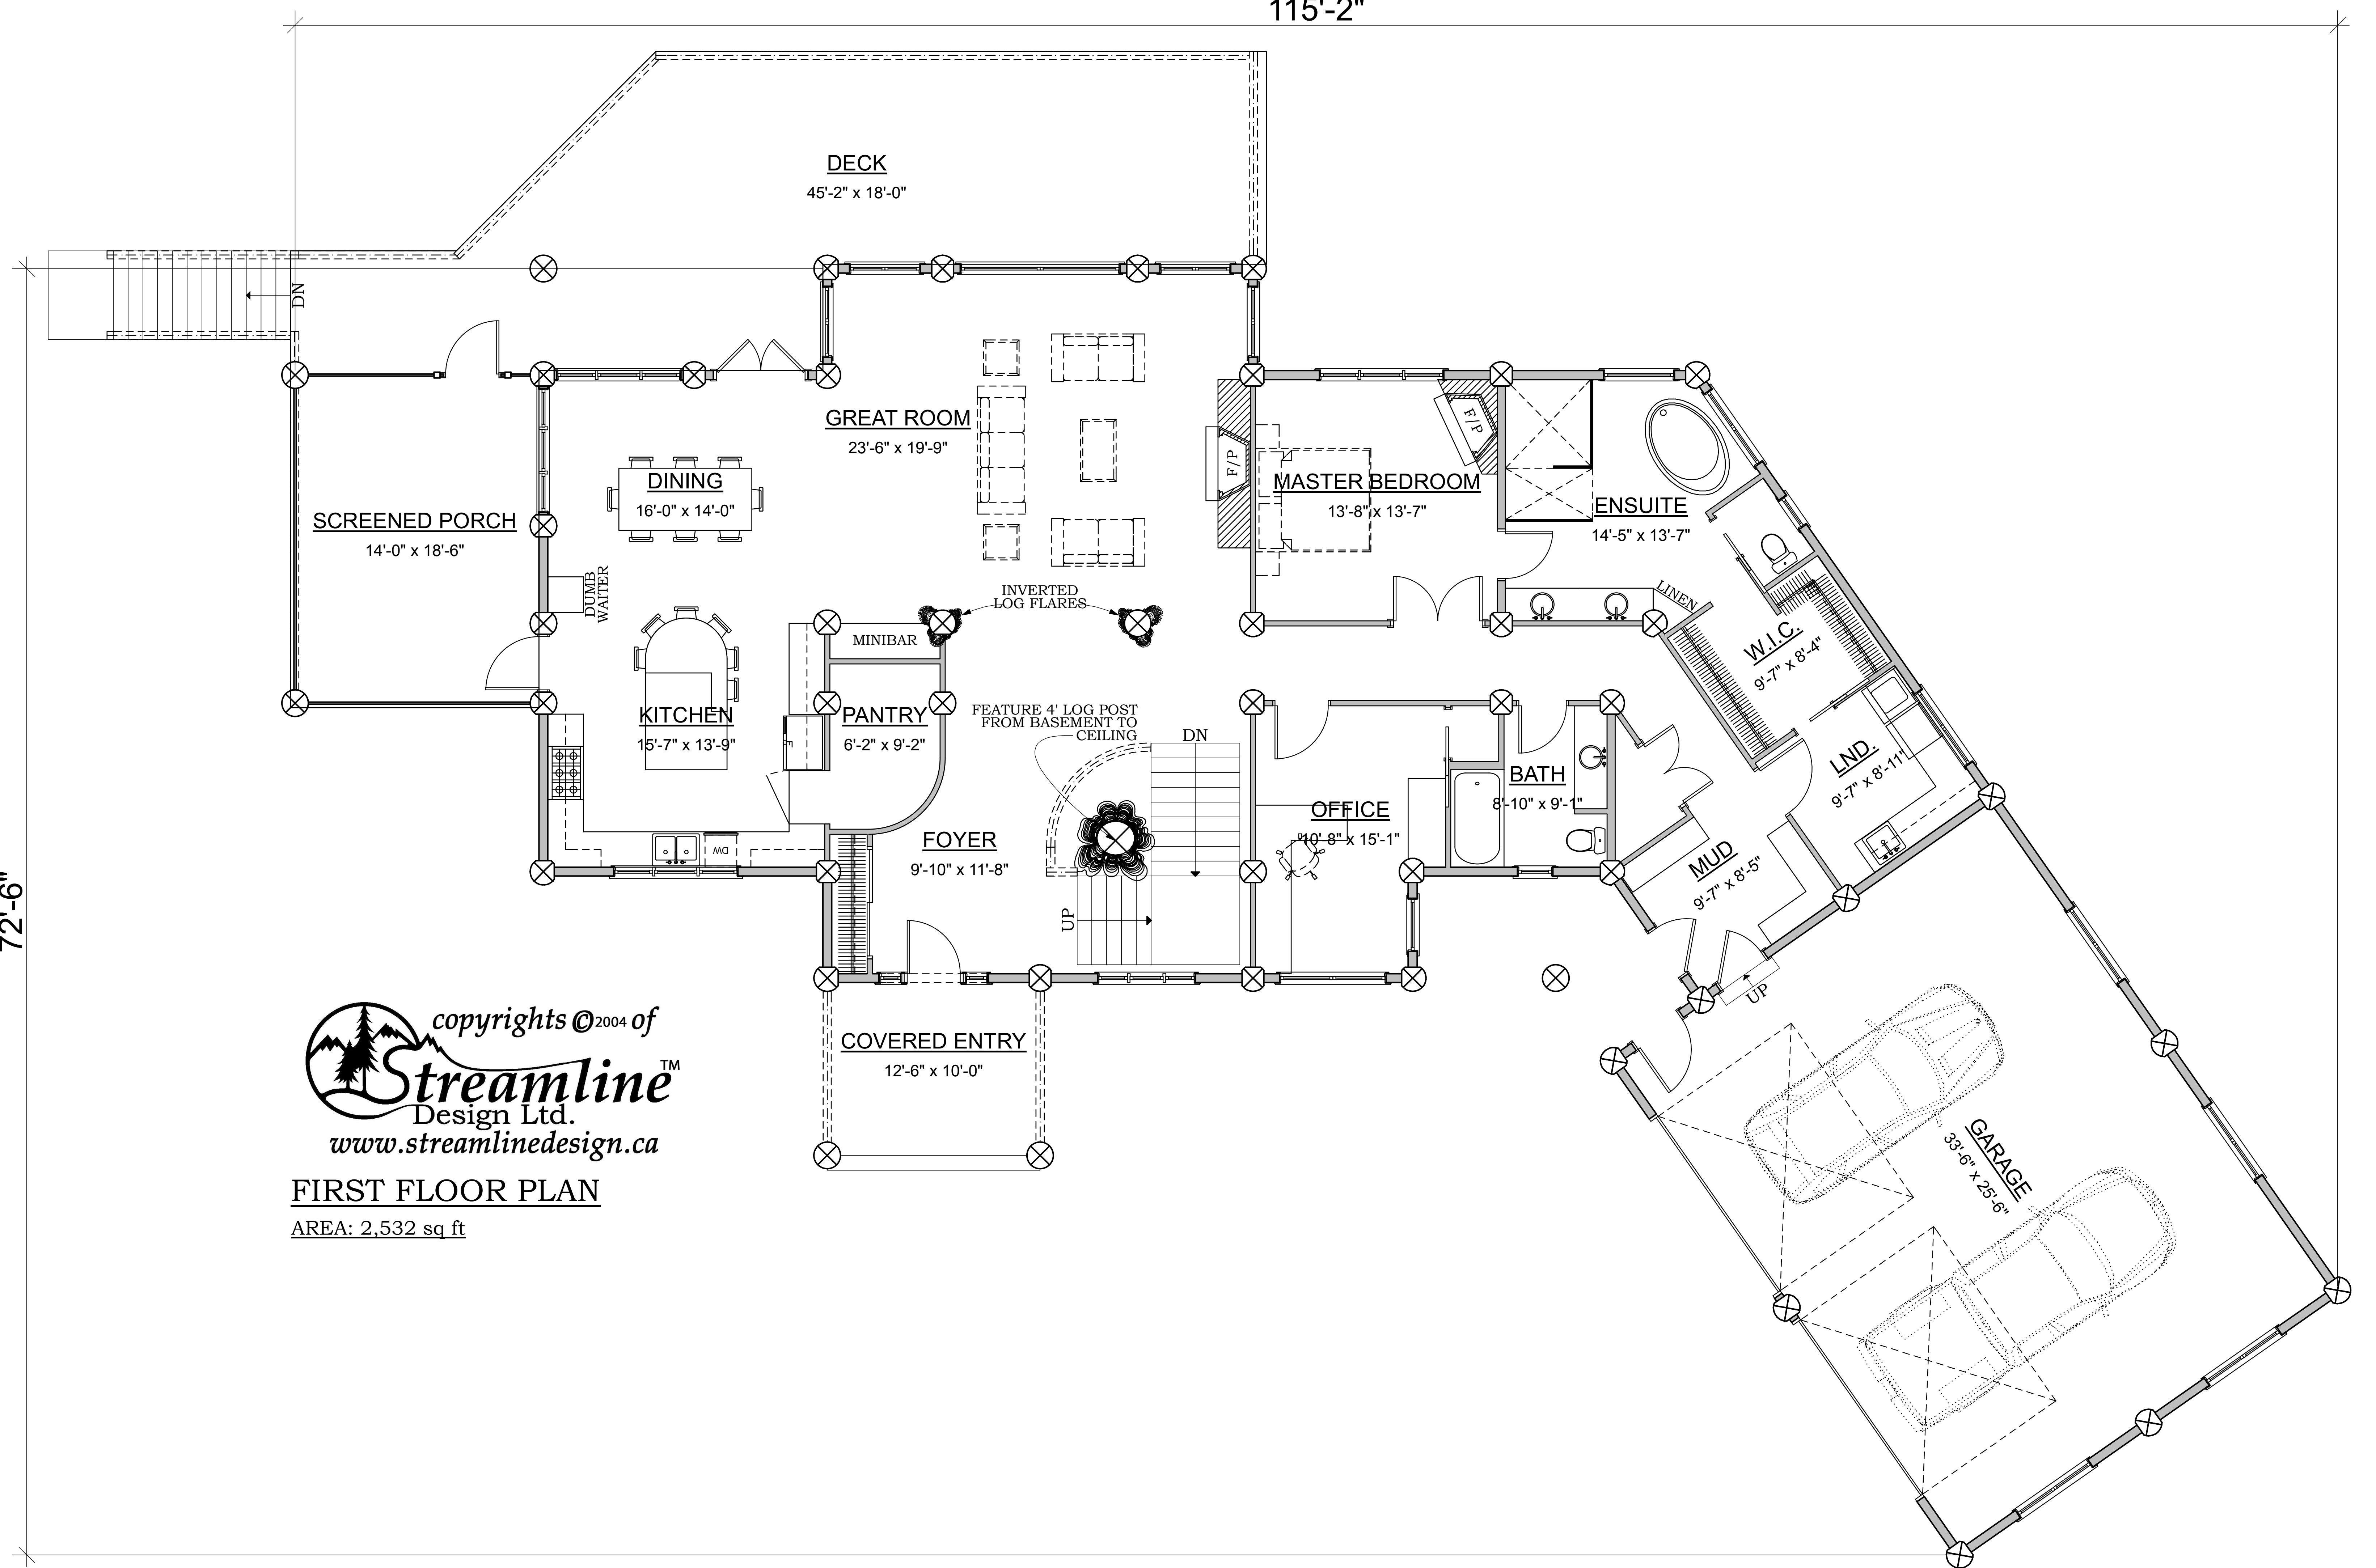 115'-2"
DECK
45'-2" x 18'-0"
DN
GREAT ROOM
23'-6" x 19'-9"
F/P
F/P
DINING
16'-0" x 14'-0"
MASTER BEDROOM
13'-8" x 13'-7"
ENSUITE
14'-5" x 13'-7"
SCREENED PORCH
14'-0" x 18'-6"
DUMB
WAITER
INVERTED
LOG FLARES
LINEN
MINIBAR
W.I.C.
9'-7" x 8'-4"
KITCHEN
15'-7" x 13'-9"
F
PANTRY
6'-2" x 9'-2"
FEATURE 4' LOG POST
FROM BASEMENT TO
CEILING
DN
LND.
9'-7" x 8'-11"
BATH
8'-10" x 9'-1"
OFFICE
10'-8" x 15'-1"
DW
FOYER
9'-10" x 11'-8"
MUD
9'-7" x 8'-5"
UP
UP
72'-6"
copyrights © 2004 of
Streamline™
Design Ltd.
www.streamlinedesign.ca
COVERED ENTRY
12'-6" x 10'-0"
GARAGE
33'-6" x 25'-6"
FIRST FLOOR PLAN
AREA: 2,532 sq ft